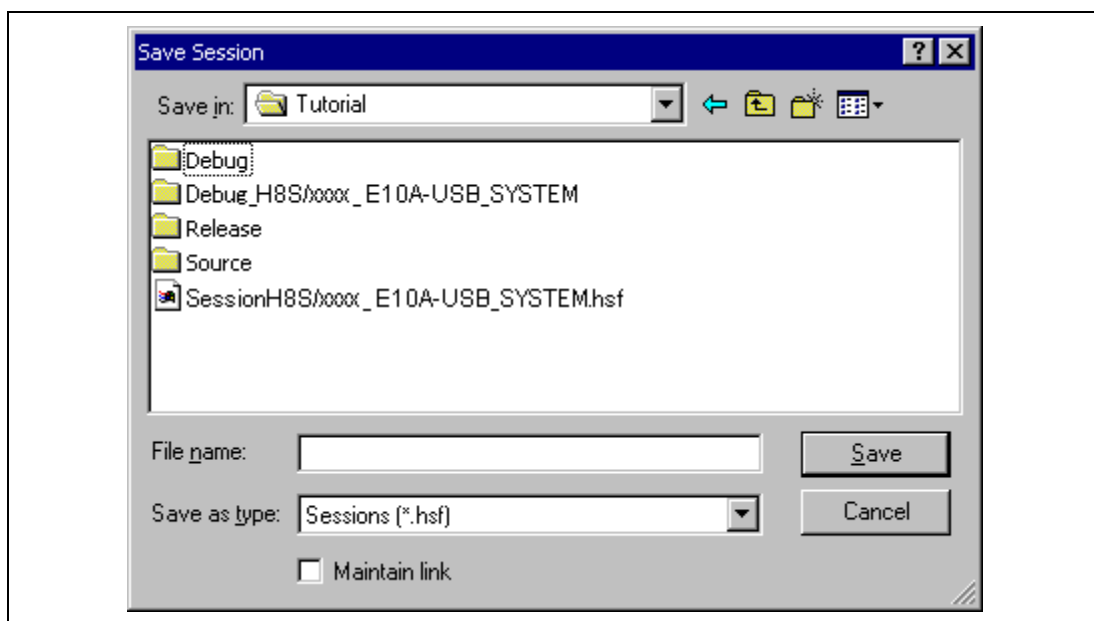 Save Session
Save in: Tutorial
Debug
Debug_H8S/xxxx_E10A-USB_SYSTEM
Release
Source
SessionH8S/xxxx_E10A-USB_SYSTEM.hsf
File name:
Save
Save as type: Sessions (*.hsf)
Cancel
Maintain link